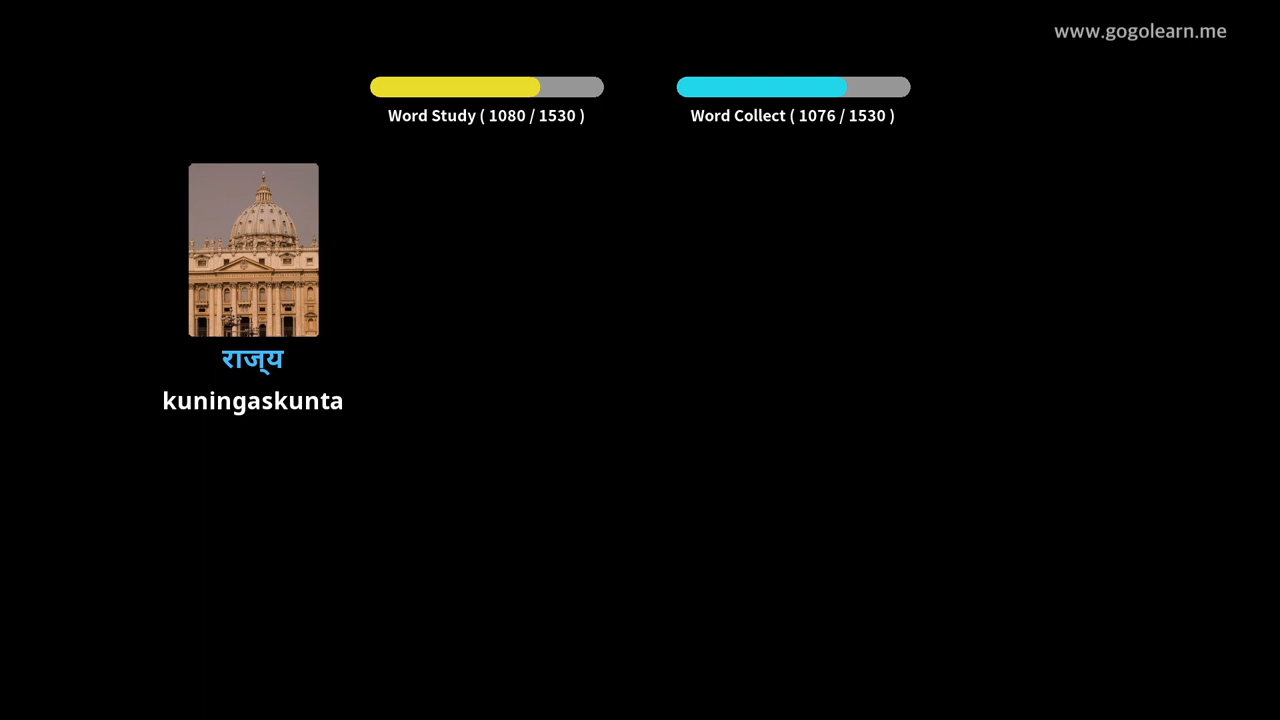 www.gogolearn.me
Word Study ( 1080 / 1530 )
Word Collect ( 1076 / 1530 )
राज्य
kuningaskunta